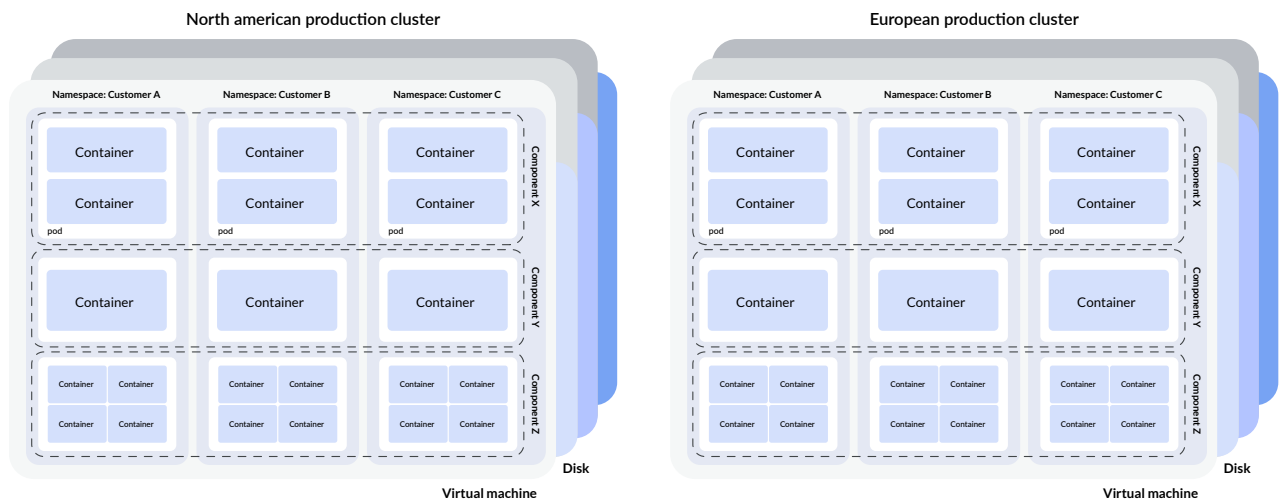 North american production cluster
Namespace: Customer A
Namespace: Customer B
Namespace: Customer C
Container
Container
Container
Container
Container
Container
pod
pod
pod
Component X
Container
Container
Container
Component Y
Container Container
Container Container
Container Container
Container Container
Container Container
Container Container
Component Z
Disk
Virtual machine
European production cluster
Namespace: Customer A
Namespace: Customer B
Namespace: Customer C
Container
Container
Container
Container
Container
Container
pod
pod
pod
Component X
Container
Container
Container
Component Y
Container Container
Container Container
Container Container
Container Container
Container Container
Container Container
Component Z
Disk
Virtual machine